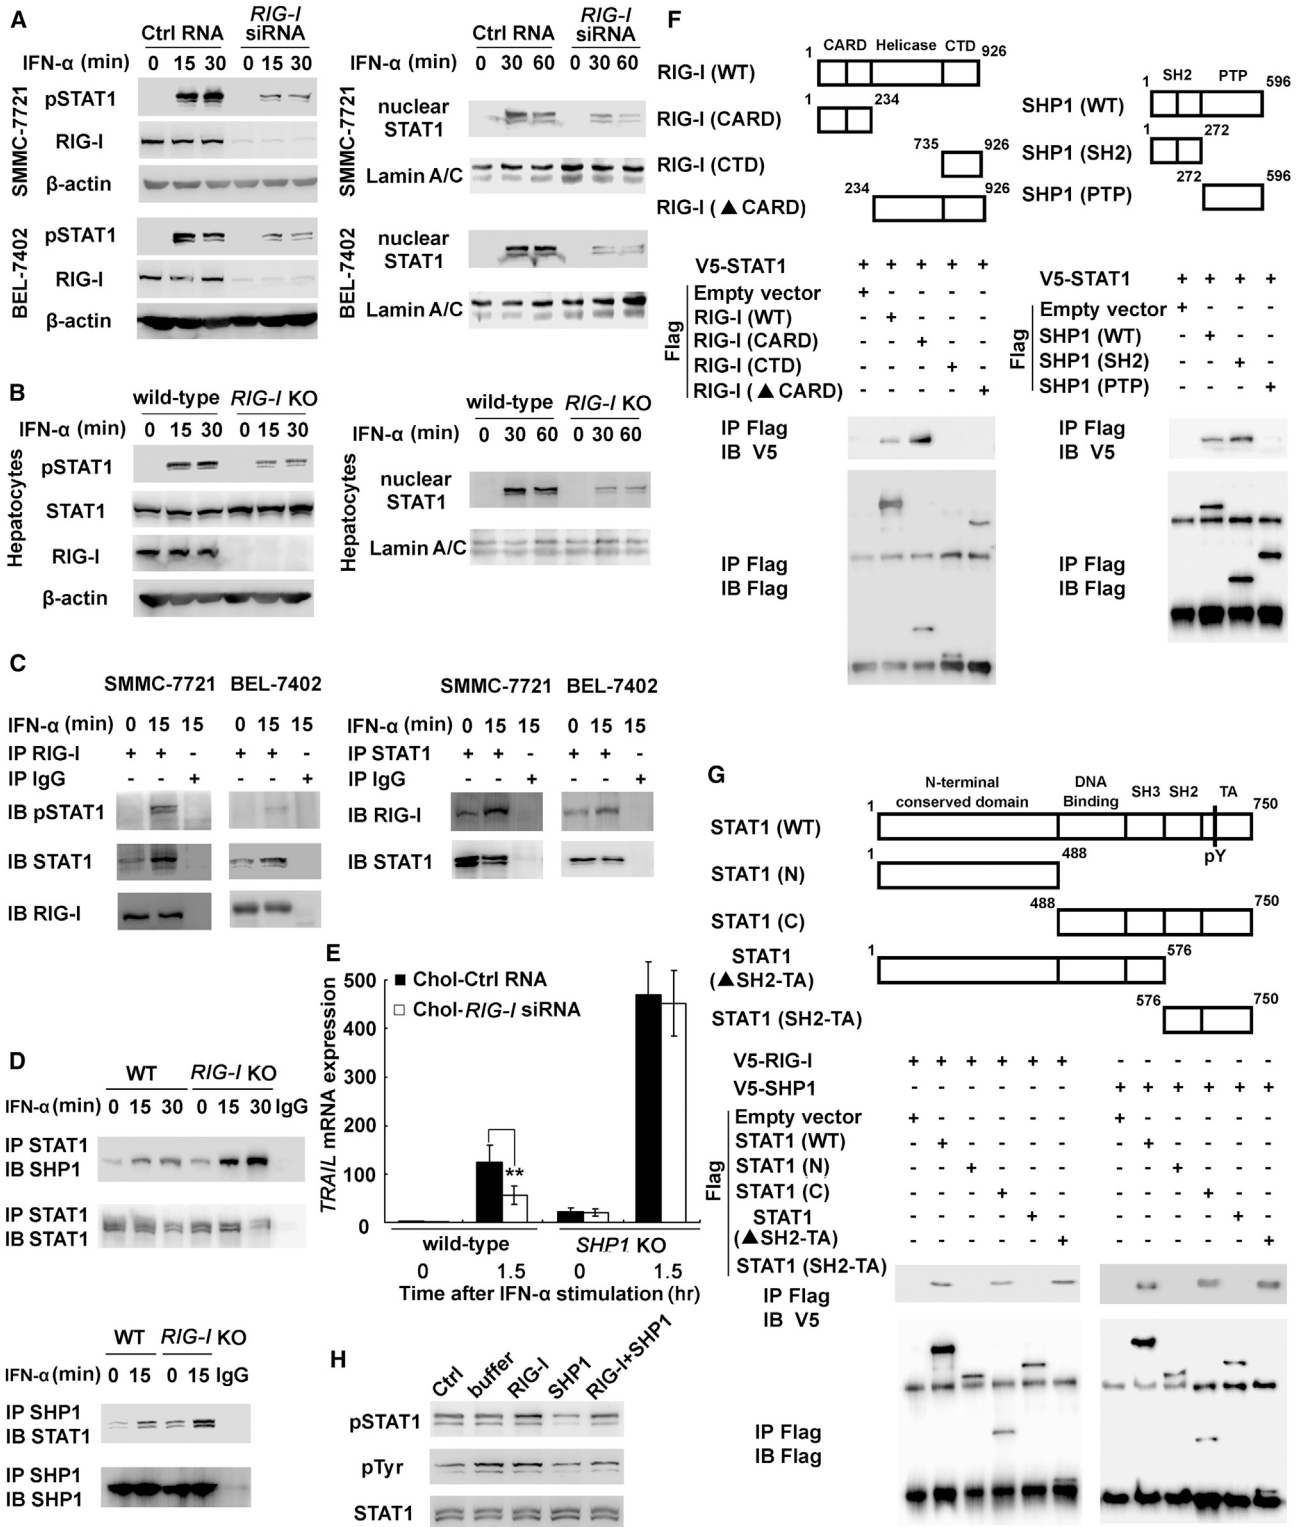 A
Ctrl RNA RIG-I siRNA
IFN-α (min) 0 15 30 0 15 30
SMMC-7721
pSTAT1
RIG-I
β-actin
BEL-7402
pSTAT1
RIG-I
β-actin
Ctrl RNA RIG-I siRNA
IFN-α (min) 0 30 60 0 30 60
SMMC-7721
nuclear STAT1
Lamin A/C
BEL-7402
nuclear STAT1
Lamin A/C
B
wild-type RIG-I KO
IFN-α (min) 0 15 30 0 15 30
Hepatocytes
pSTAT1
STAT1
RIG-I
β-actin
wild-type RIG-I KO
IFN-α (min) 0 30 60 0 30 60
Hepatocytes
nuclear STAT1
Lamin A/C
C
SMMC-7721 BEL-7402
IFN-α (min) 0 15 15 0 15 15
IP RIG-I + + - + + -
IP IgG - - + - - +
IB pSTAT1
IB STAT1
IB RIG-I
SMMC-7721 BEL-7402
IFN-α (min) 0 15 15 0 15 15
IP STAT1 + + - + + -
IP IgG - - + - - +
IB RIG-I
IB STAT1
D
WT RIG-I KO
IFN-α (min) 0 15 30 0 15 30 IgG
IP STAT1
IB SHP1
IP STAT1
IB STAT1
WT RIG-I KO
IFN-α (min) 0 15 0 15 IgG
IP SHP1
IB STAT1
IP SHP1
IB SHP1
E
TRAIL mRNA expression
500
400
300
200
100
0
Chol-Ctrl RNA
Chol-RIG-I siRNA
**
wild-type SHP1 KO
0 1.5 0 1.5
Time after IFN-α stimulation (hr)
F
CARD Helicase CTD
RIG-I (WT) 1 926
RIG-I (CARD) 1 234
RIG-I (CTD) 735 926
RIG-I (▲CARD) 234 926
SH2 PTP
SHP1 (WT) 1 596
SHP1 (SH2) 1 272
SHP1 (PTP) 272 596
V5-STAT1 + + + + +
Flag
Empty vector + - - - -
RIG-I (WT) - + - - -
RIG-I (CARD) - - + - -
RIG-I (CTD) - - - + -
RIG-I (▲CARD) - - - - +
IP Flag
IB V5
IP Flag
IB Flag
V5-STAT1 + + + +
Flag
Empty vector + - - -
SHP1 (WT) - + - -
SHP1 (SH2) - - + -
SHP1 (PTP) - - - +
IP Flag
IB V5
IP Flag
IB Flag
G
N-terminal conserved domain DNA Binding SH3 SH2 TA
STAT1 (WT) 1 750
pY
STAT1 (N) 1 488
STAT1 (C) 488 750
STAT1 (▲SH2-TA) 1 576
STAT1 (SH2-TA) 576 750
V5-RIG-I + + + + + + - - - - - -
V5-SHP1 - - - - - - + + + + + +
Flag
Empty vector + - - - - - + - - - - -
STAT1 (WT) - + - - - - - + - - - -
STAT1 (N) - - + - - - - - + - - -
STAT1 (C) - - - + - - - - - + - -
STAT1 - - - - + - - - - - + -
(▲SH2-TA) - - - - - + - - - - - +
STAT1 (SH2-TA)
IP Flag
IB V5
IP Flag
IB Flag
H
Ctrl buffer RIG-I SHP1 RIG-I+SHP1
pSTAT1
pTyr
STAT1